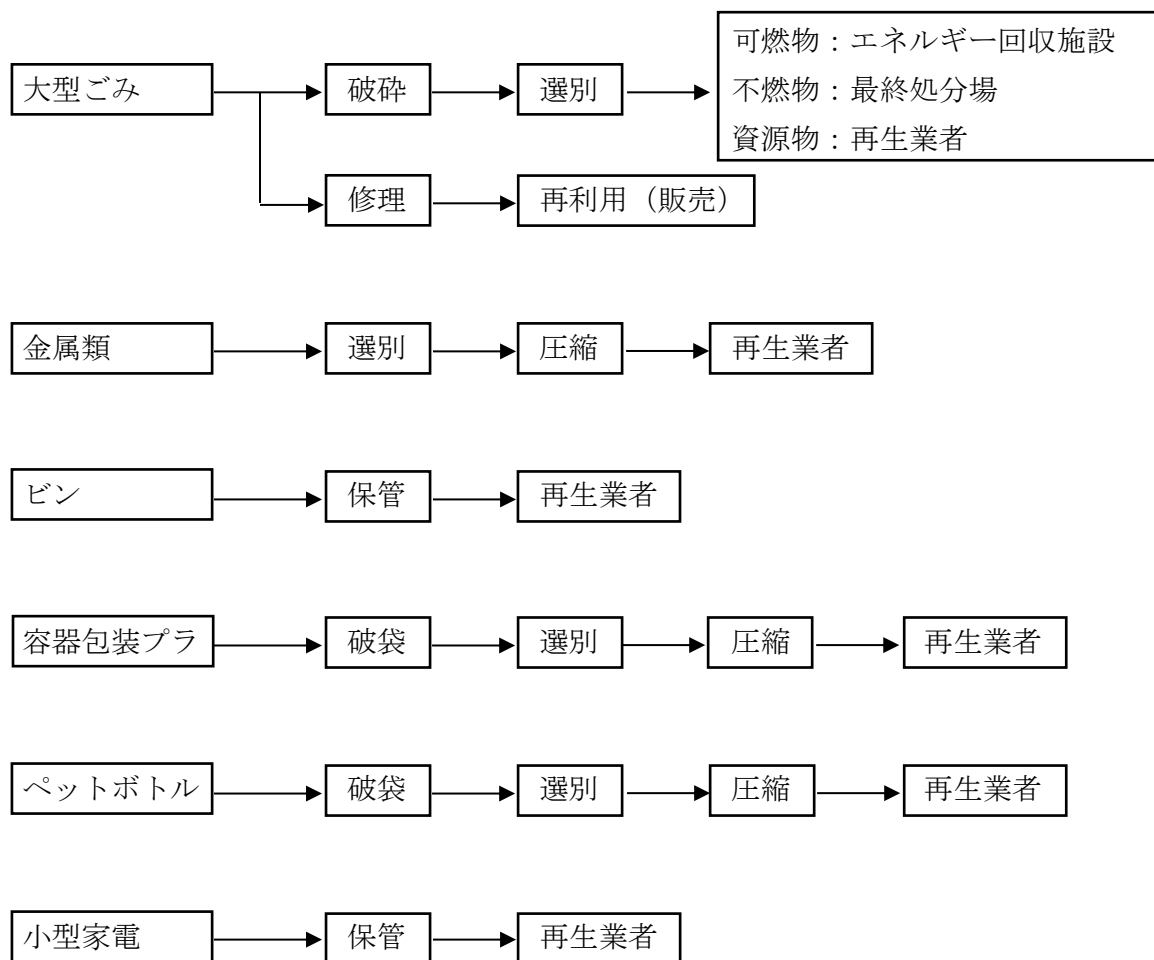 大型ごみ
破砕
選別
可燃物：エネルギー回収施設
不燃物：最終処分場
資源物：再生業者
修理
再利用（販売）
金属類
選別
圧縮
再生業者
ビン
保管
再生業者
容器包装プラ
破袋
選別
圧縮
再生業者
ペットボトル
破袋
選別
圧縮
再生業者
小型家電
保管
再生業者